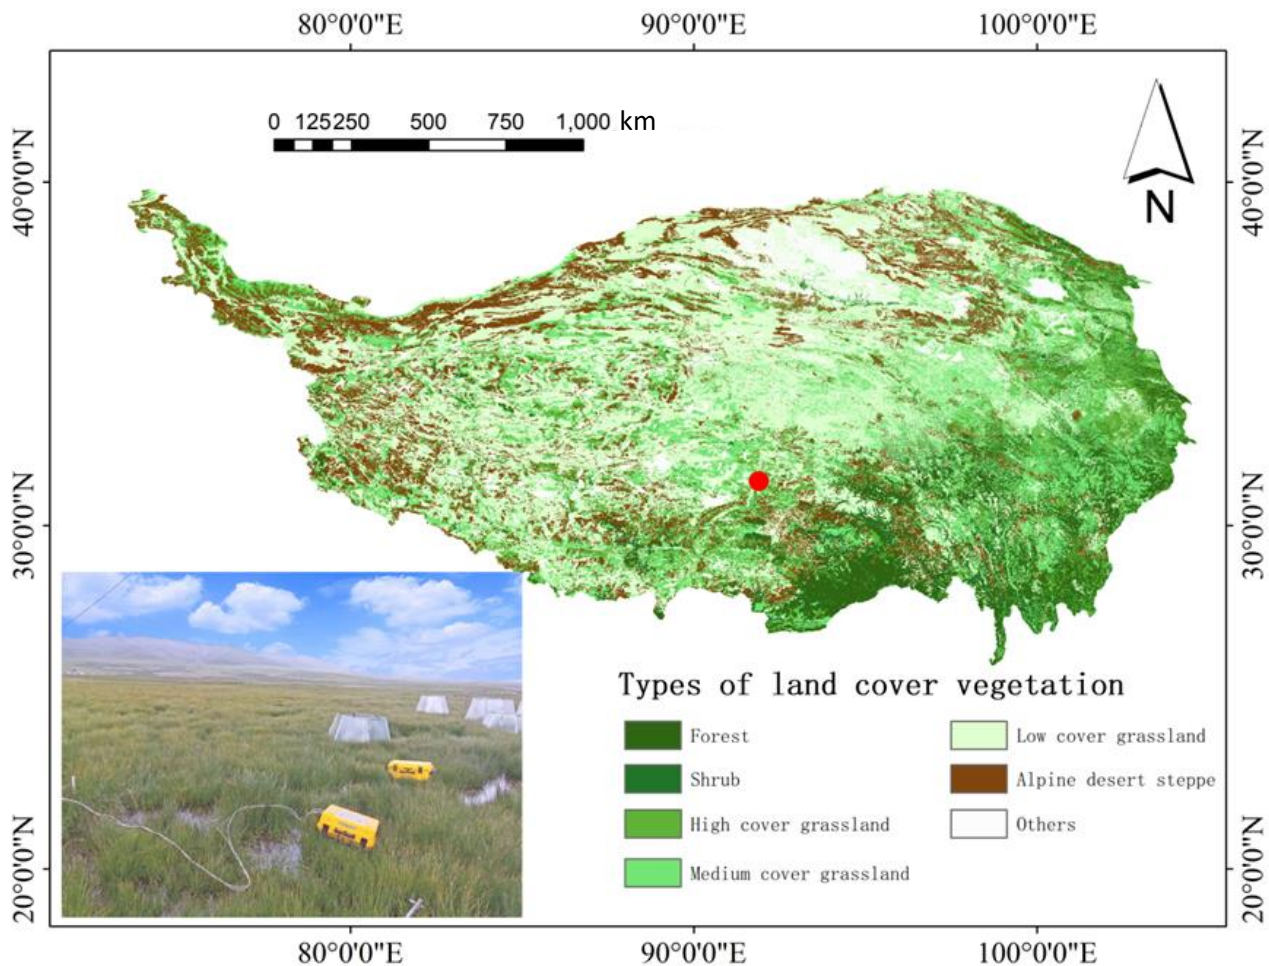 80°0'0"E 90°0'0"E 100°0'0"E
0 125 250 500 750 1,000 km
40°0'0"N
40°0'0"N
N
30°0'0"N
30°0'0"N
Types of land cover vegetation
Forest
Low cover grassland
Shrub
Alpine desert steppe
High cover grassland
Others
Medium cover grassland
20°0'0"N
20°0'0"N
80°0'0"E 90°0'0"E 100°0'0"E